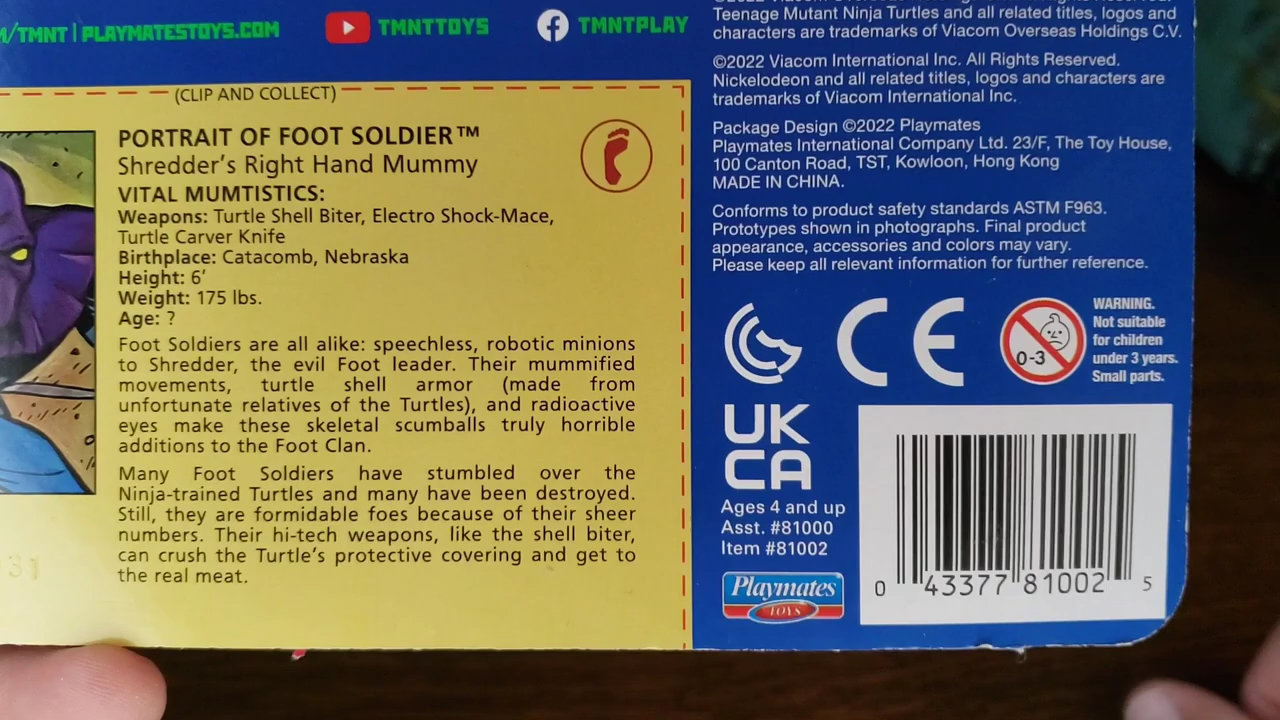 /TMNT | PLAYMATESTOYS.COM
TMNTTOYS
TMNTPLAY
(CLIP AND COLLECT)
PORTRAIT OF FOOT SOLDIER™
Shredder's Right Hand Mummy
VITAL MUMTISTICS:
Weapons: Turtle Shell Biter, Electro Shock-Mace,
Turtle Carver Knife
Birthplace: Catacomb, Nebraska
Height: 6'
Weight: 175 lbs.
Age: ?
Foot Soldiers are all alike: speechless, robotic minions
to Shredder, the evil Foot leader. Their mummified
movements, turtle shell armor (made from
unfortunate relatives of the Turtles), and radioactive
eyes make these skeletal scumballs truly horrible
additions to the Foot Clan.
Many Foot Soldiers have stumbled over the
Ninja-trained Turtles and many have been destroyed.
Still, they are formidable foes because of their sheer
numbers. Their hi-tech weapons, like the shell biter,
can crush the Turtle's protective covering and get to
the real meat.
31
Teenage Mutant Ninja Turtles and all related titles, logos and
characters are trademarks of Viacom Overseas Holdings C.V.
©2022 Viacom International Inc. All Rights Reserved.
Nickelodeon and all related titles, logos and characters are
trademarks of Viacom International Inc.
Package Design ©2022 Playmates
Playmates International Company Ltd. 23/F, The Toy House,
100 Canton Road, TST, Kowloon, Hong Kong
MADE IN CHINA.
Conforms to product safety standards ASTM F963.
Prototypes shown in photographs. Final product
appearance, accessories and colors may vary.
Please keep all relevant information for further reference.
CE
0-3
WARNING.
Not suitable
for children
under 3 years.
Small parts.
UK
CA
Ages 4 and up
Asst. #81000
Item #81002
Playmates
TOYS
0 43377 81002 5